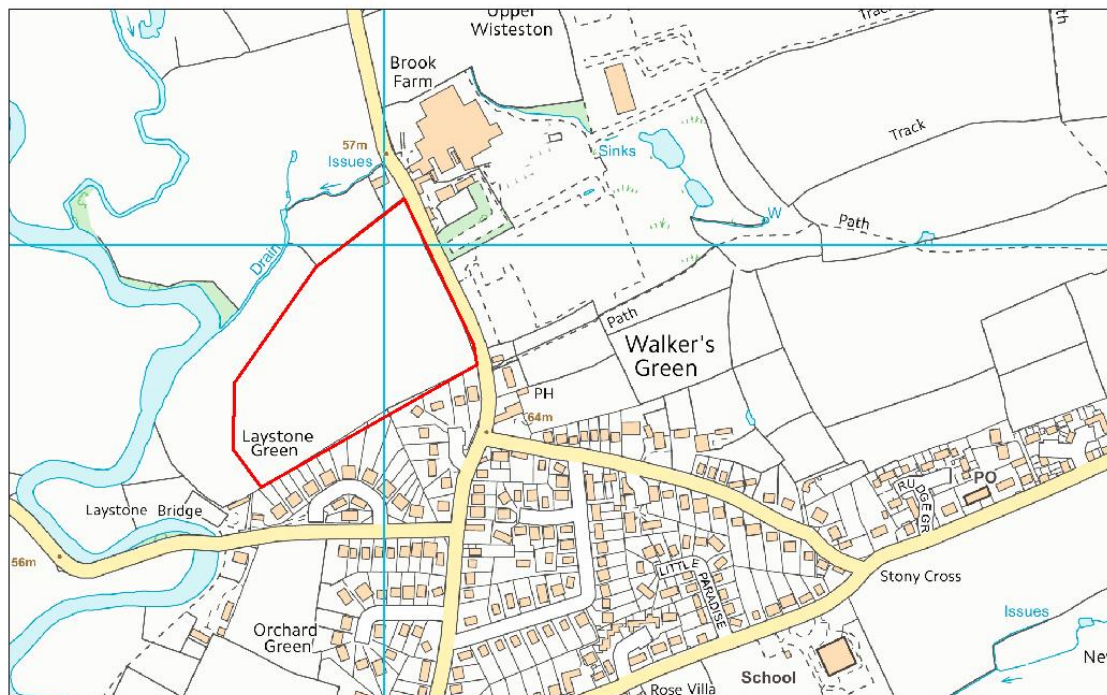 Upper
Wisteston
Track
Path
Brook
Farm
57m
Issues
Sinks
Track
W
Path
Drain
Path
Walker's
Green
PH
64m
Laystone
Green
Laystone Bridge
56m
PO
RUDGE GR
LITTLE PARADISE
Stony Cross
Orchard
Green
Issues
School
Rose Villa